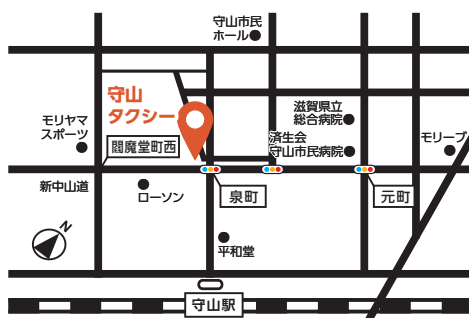 守山市民
ホール
守山
タクシー
滋賀県立
総合病院
モリヤマ
スポーツ
済生会
守山市民病院
モリーブ
閻魔堂町西
新中山道
ローソン
泉町
元町
N
平和堂
守山駅